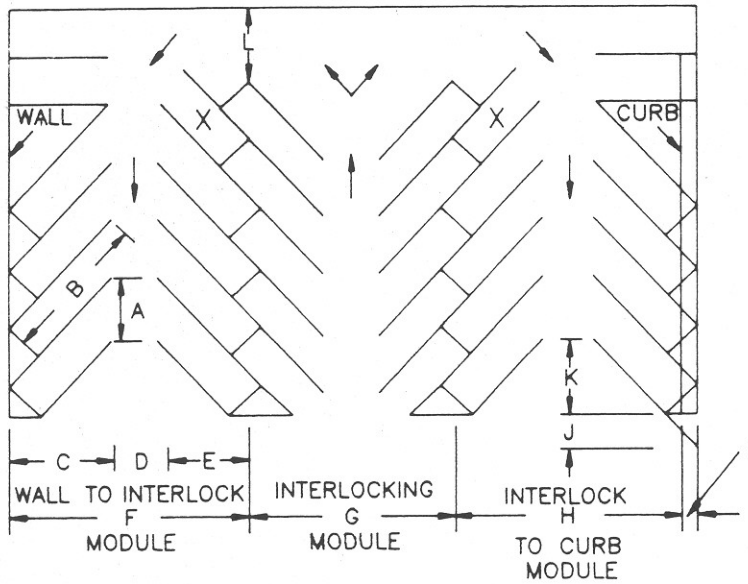 L
X
X
WALL
CURB
B
A
K
J
C D E
WALL TO INTERLOCK
F
MODULE
INTERLOCKING
G
MODULE
INTERLOCK
H
TO CURB
MODULE